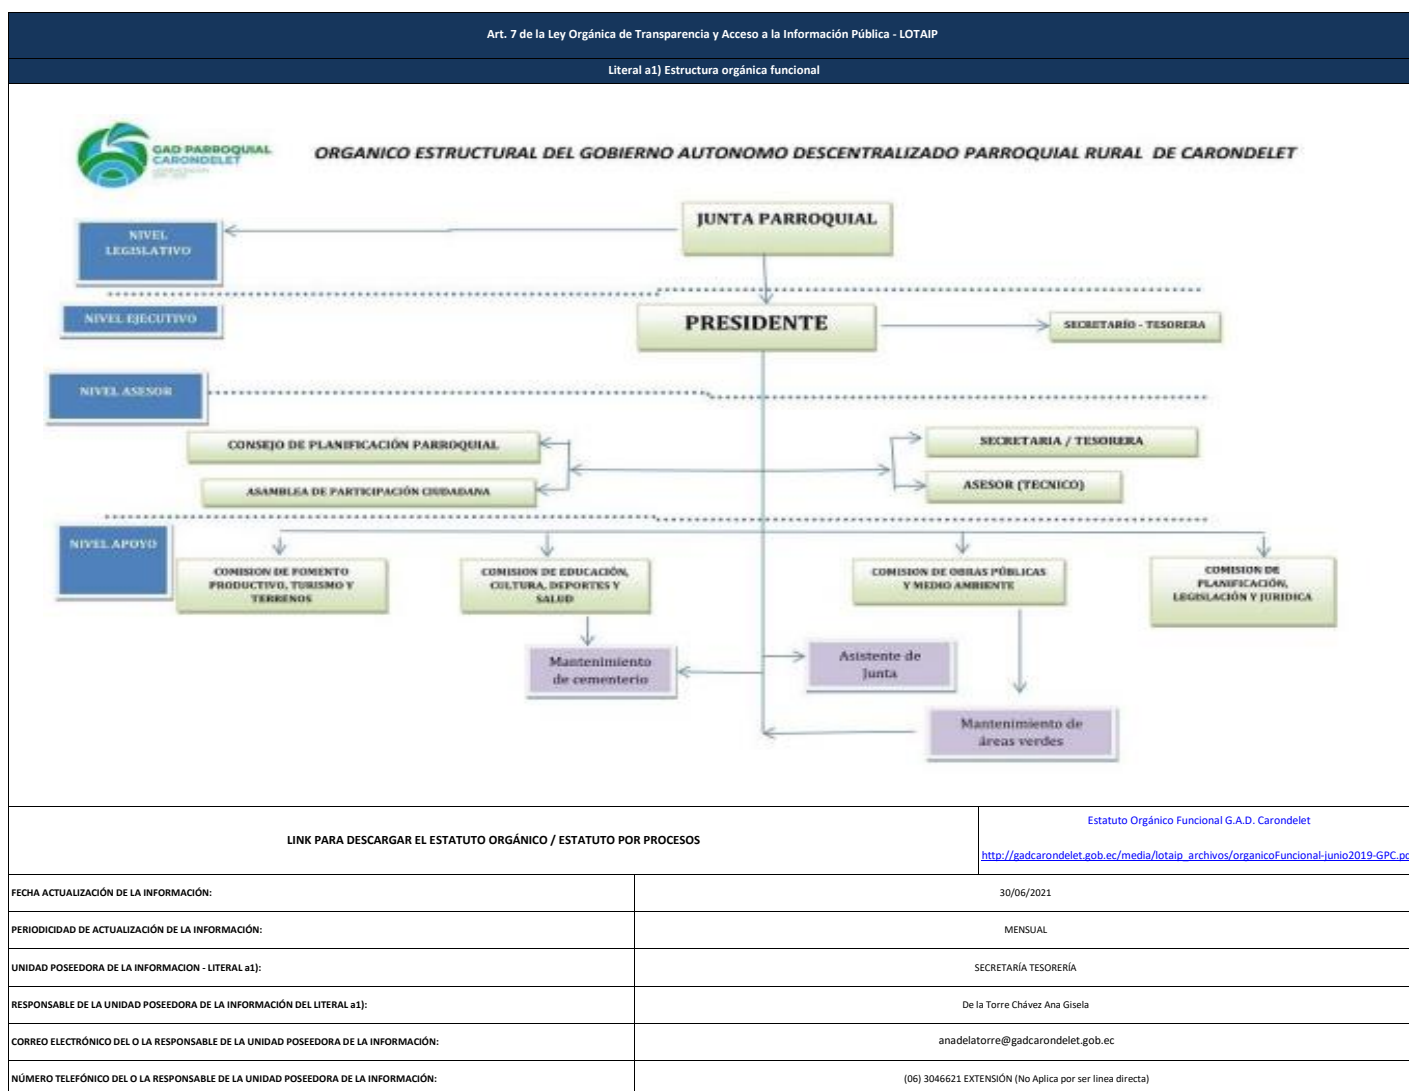 Art. 7 de la Ley Orgánica de Transparencia y Acceso a la Información Pública - LOTAIP
Literal a1) Estructura orgánica funcional
GAD PARROQUIAL
CARONDELET
ORGANICO ESTRUCTURAL DEL GOBIERNO AUTONOMO DESCENTRALIZADO PARROQUIAL RURAL DE CARONDELET
JUNTA PARROQUIAL
NIVEL
LEGISLATIVO
NIVEL EJECUTIVO
PRESIDENTE
SECRETARÍO - TESORERA
NIVEL ASESOR
CONSEJO DE PLANIFICACIÓN PARROQUIAL
SECRETARIA / TESORERA
ASAMBLEA DE PARTICIPACIÓN CIUDADANA
ASESOR (TECNICO)
NIVEL APOYO
COMISION DE FOMENTO
PRODUCTIVO, TURISMO Y
TERRENOS
COMISION DE EDUCACIÓN,
CULTURA, DEPORTES Y
SALUD
COMISION DE OBRAS PÚBLICAS
Y MEDIO AMBIENTE
COMISION DE
PLANIFICACIÓN,
LEGISLACIÓN Y JURIDICA
Mantenimiento
de cementerio
Asistente de
Junta
Mantenimiento de
áreas verdes
LINK PARA DESCARGAR EL ESTATUTO ORGÁNICO / ESTATUTO POR PROCESOS
Estatuto Orgánico Funcional G.A.D. Carondelet
http://gadcarondelet.gob.ec/media/lotaip_archivos/organicoFuncional-junio2019-GPC.pd
FECHA ACTUALIZACIÓN DE LA INFORMACIÓN:
30/06/2021
PERIODICIDAD DE ACTUALIZACIÓN DE LA INFORMACIÓN:
MENSUAL
UNIDAD POSEEDORA DE LA INFORMACION - LITERAL a1):
SECRETARÍA TESORERÍA
RESPONSABLE DE LA UNIDAD POSEEDORA DE LA INFORMACIÓN DEL LITERAL a1):
De la Torre Chávez Ana Gisela
CORREO ELECTRÓNICO DEL O LA RESPONSABLE DE LA UNIDAD POSEEDORA DE LA INFORMACIÓN:
anadelatorre@gadcarondelet.gob.ec
NÚMERO TELEFÓNICO DEL O LA RESPONSABLE DE LA UNIDAD POSEEDORA DE LA INFORMACIÓN:
(06) 3046621 EXTENSIÓN (No Aplica por ser linea directa)